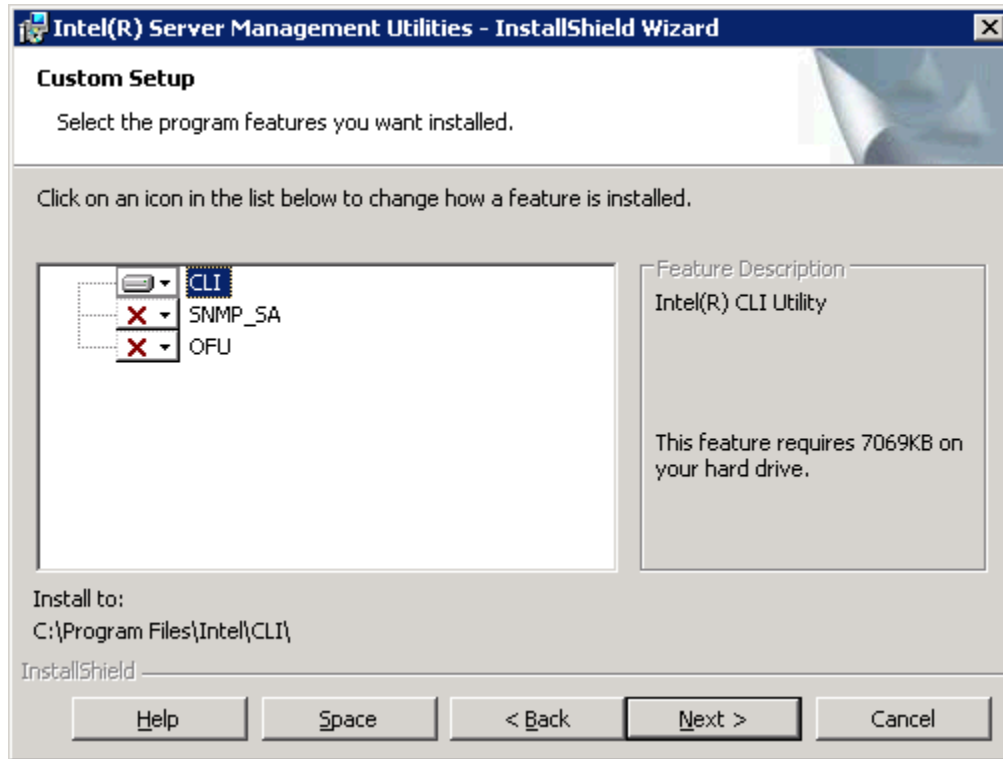 Intel(R) Server Management Utilities - InstallShield Wizard
Custom Setup
Select the program features you want installed.
Click on an icon in the list below to change how a feature is installed.
CLI
SNMP_SA
OFU
Feature Description
Intel(R) CLI Utility
This feature requires 7069KB on
your hard drive.
Install to:
C:\Program Files\Intel\CLI\
InstallShield
Help
Space
< Back
Next >
Cancel